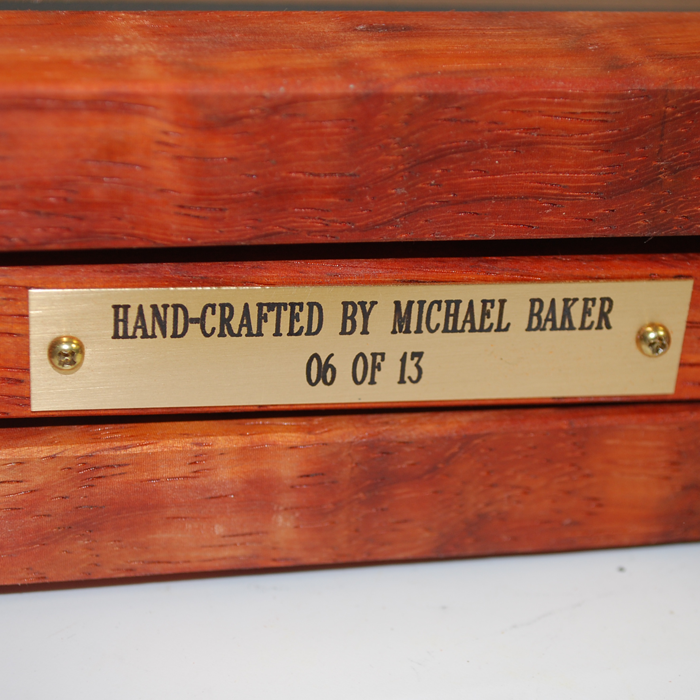 HAND-CRAFTED BY MICHAEL BAKER
06 OF 13